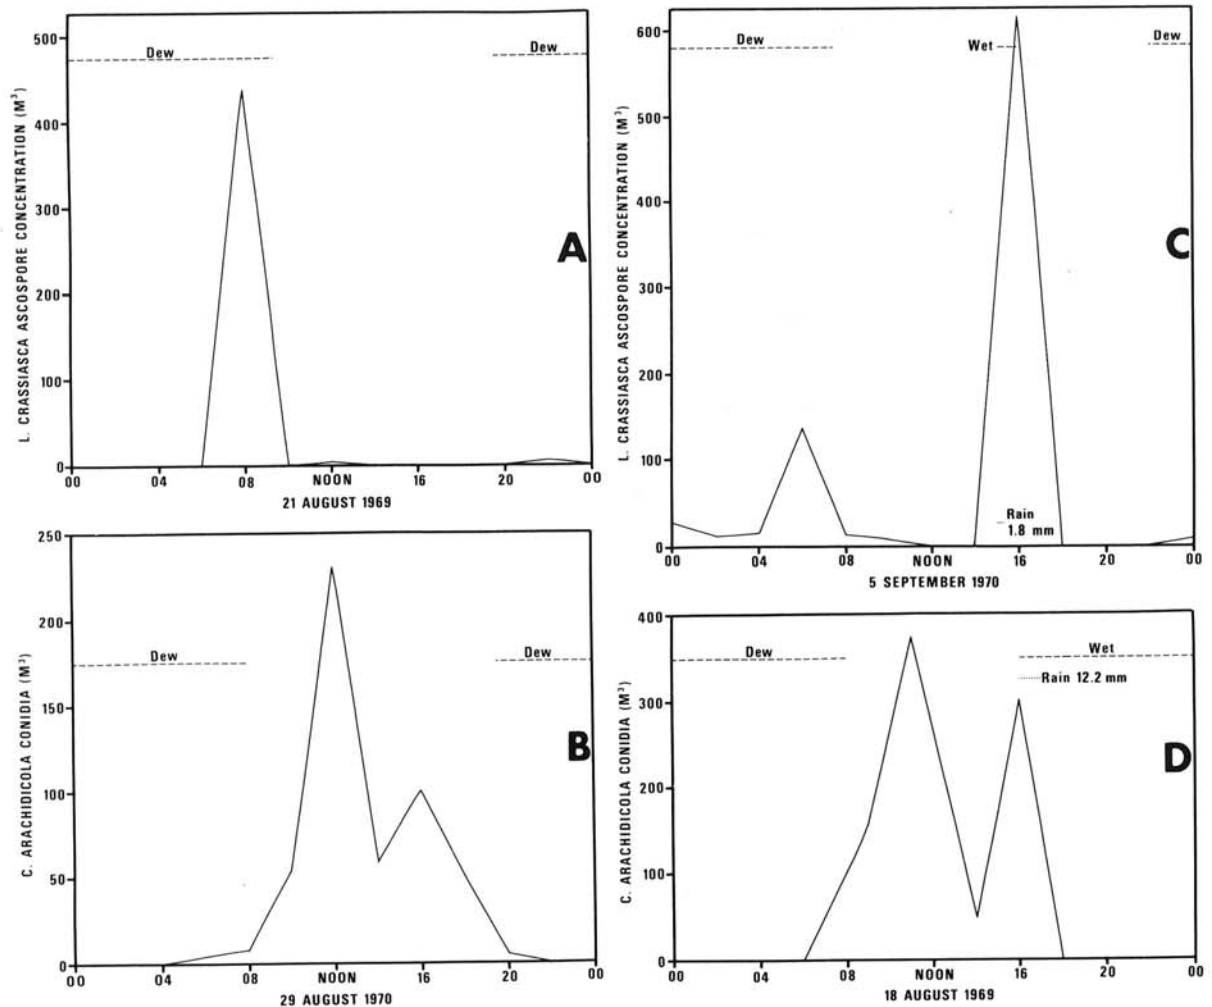 L. CRASSIASCA ASCOSPORE CONCENTRATION (M³)
500
400
300
200
100
0
Dew
Dew
A
00 04 08 NOON 16 20 00
21 AUGUST 1969
L. CRASSIASCA ASCOSPORE CONCENTRATION (M³)
600
500
400
300
200
100
0
Dew
Wet
Dew
C
Rain
1.8 mm
00 04 08 NOON 16 20 00
5 SEPTEMBER 1970
C. ARACHIDICOLA CONIDIA (M³)
250
200
150
100
50
0
Dew
Dew
B
00 04 08 NOON 16 20 00
29 AUGUST 1970
C. ARACHIDICOLA CONIDIA (M³)
400
300
200
100
0
Dew
Wet
Rain 12.2 mm
D
00 04 08 NOON 16 20 00
18 AUGUST 1969